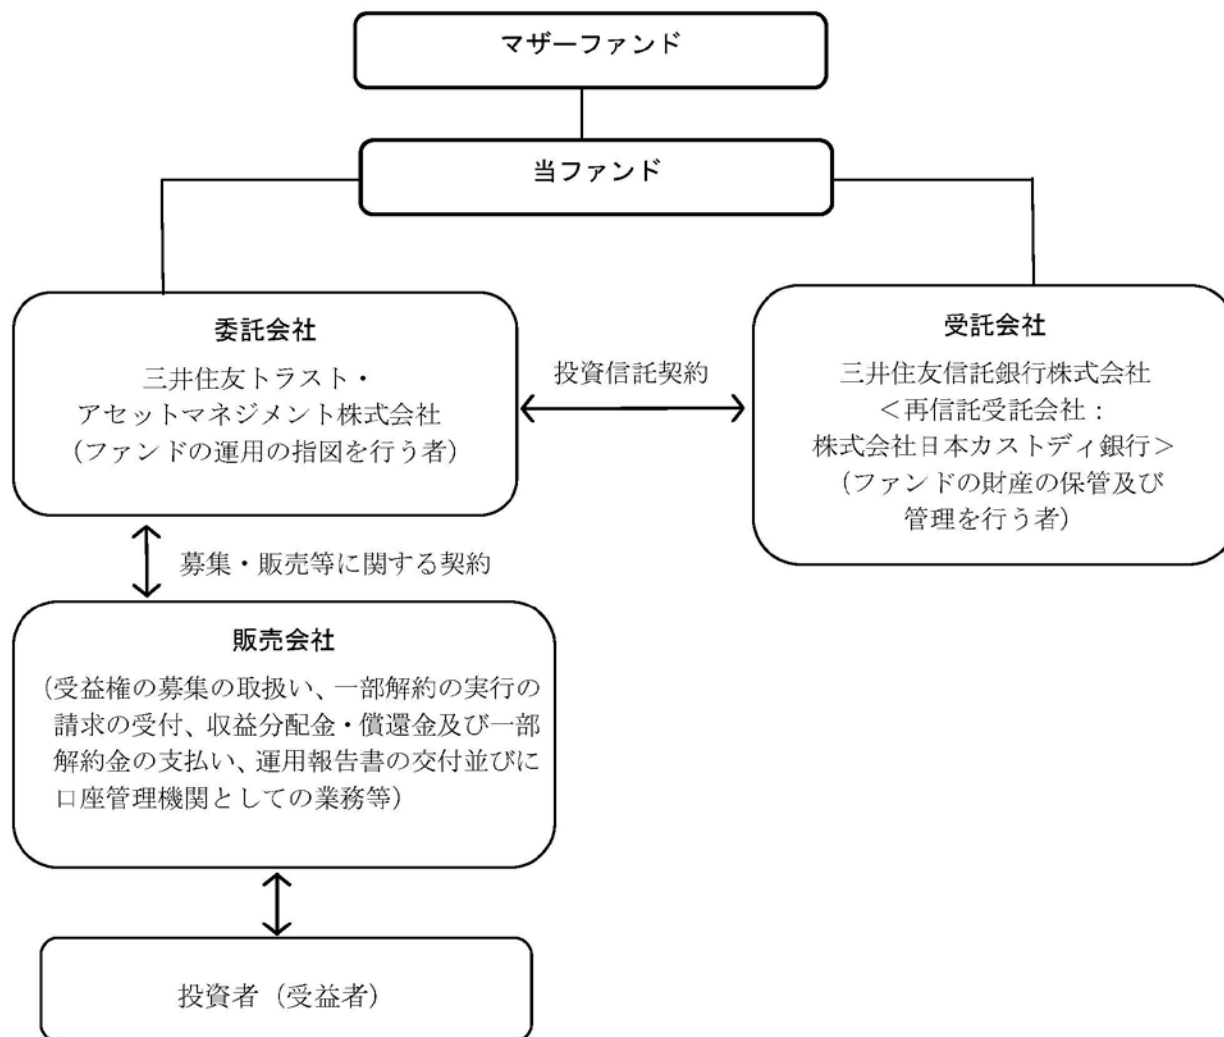 マザーファンド
当ファンド
委託会社
三井住友トラスト・
アセットマネジメント株式会社
（ファンドの運用の指図を行う者）
投資信託契約
受託会社
三井住友信託銀行株式会社
＜再信託受託会社：
株式会社日本カストディ銀行＞
（ファンドの財産の保管及び
管理を行う者）
募集・販売等に関する契約
販売会社
（受益権の募集の取扱い、一部解約の実行の
請求の受付、収益分配金・償還金及び一部
解約金の支払い、運用報告書の交付並びに
口座管理機関としての業務等）
投資者（受益者）